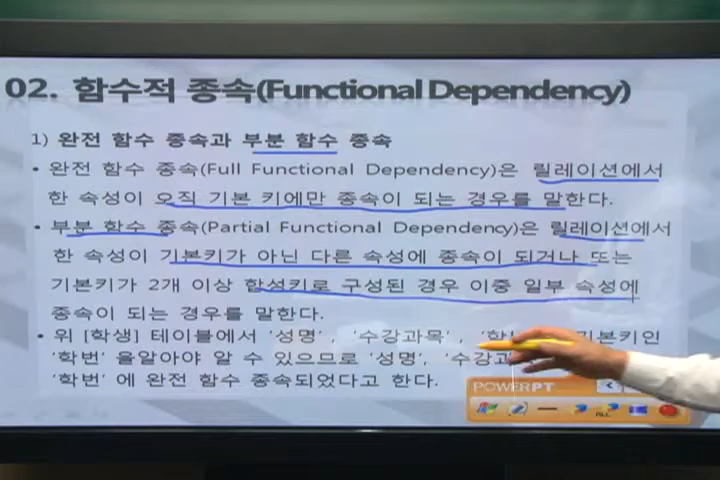 02. 함수적 종속(Functional Dependency)
1) 완전 함수 종속과 부분 함수 종속
• 완전 함수 종속(Full Functional Dependency)은 릴레이션에서
한 속성이 오직 기본 키에만 종속이 되는 경우를 말한다.
• 부분 함수 종속(Partial Functional Dependency)은 릴레이션에서
한 속성이 기본키가 아닌 다른 속성에 종속이 되거나 또는
기본키가 2개 이상 합성키로 구성된 경우 이중 일부 속성에
종속이 되는 경우를 말한다.
• 위 [학생] 테이블에서 '성명', '수강과목', 기본키인
'학번' 을알아야 알 수 있으므로 '성명',
'학번' 에 완전 함수 종속되었다고 한다.
POWERPT
ALL